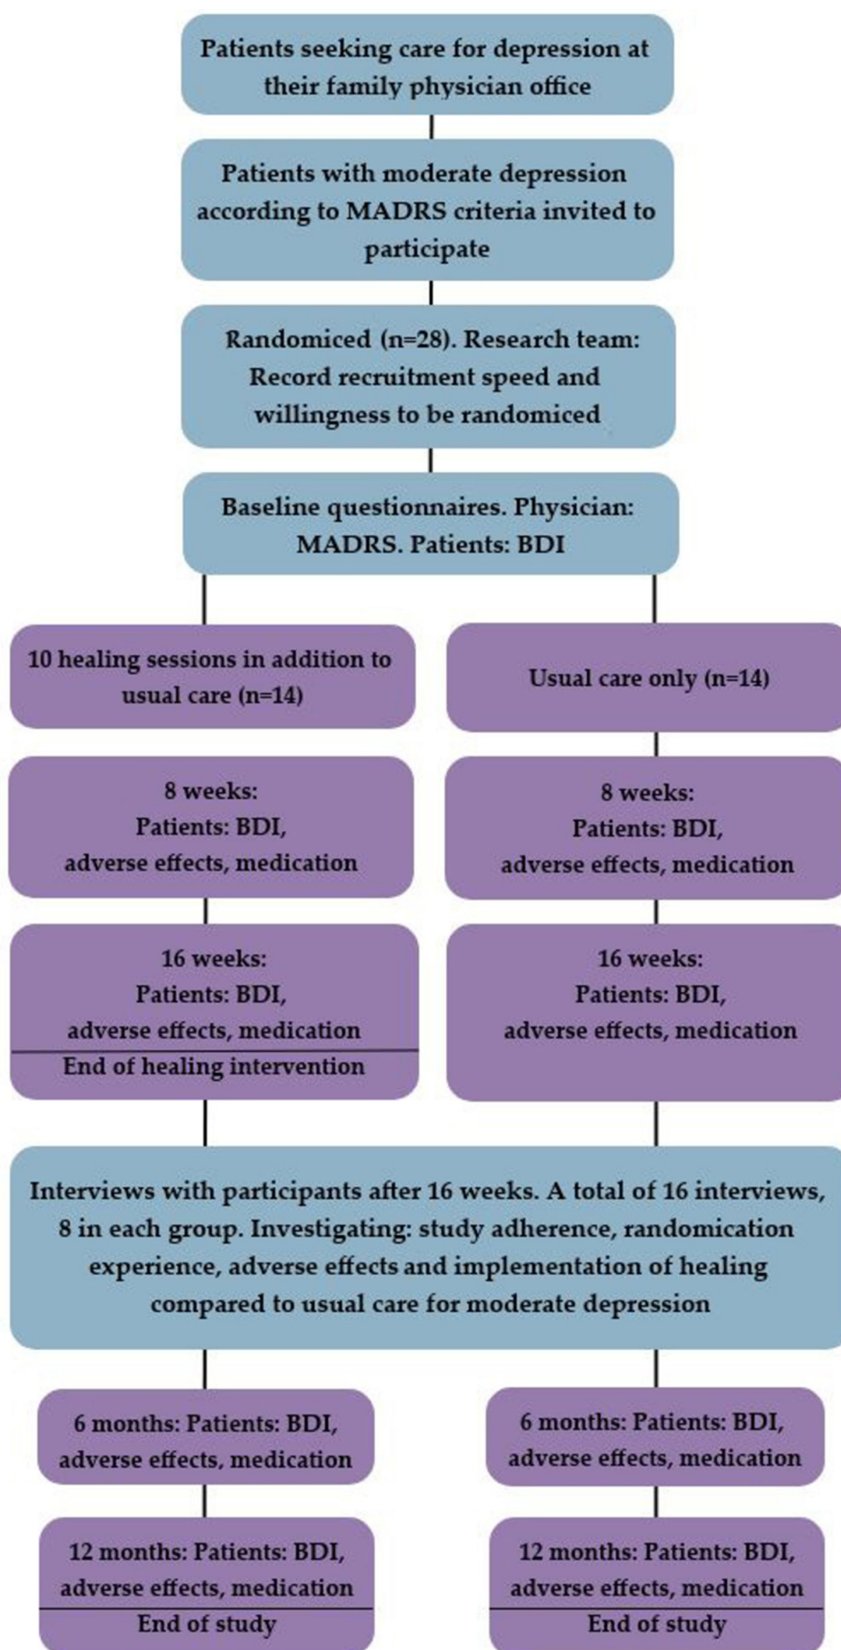 Patients seeking care for depression at
their family physician office
Patients with moderate depression
according to MADRS criteria invited to
participate
Randomiced (n=28). Research team:
Record recruitment speed and
willingness to be randomiced
Baseline questionnaires. Physician:
MADRS. Patients: BDI
10 healing sessions in addition to
usual care (n=14)
Usual care only (n=14)
8 weeks:
Patients: BDI,
adverse effects, medication
8 weeks:
Patients: BDI,
adverse effects, medication
16 weeks:
Patients: BDI,
adverse effects, medication
End of healing intervention
16 weeks:
Patients: BDI,
adverse effects, medication
Interviews with participants after 16 weeks. A total of 16 interviews,
8 in each group. Investigating: study adherence, randomication
experience, adverse effects and implementation of healing
compared to usual care for moderate depression
6 months: Patients: BDI,
adverse effects, medication
6 months: Patients: BDI,
adverse effects, medication
12 months: Patients: BDI,
adverse effects, medication
End of study
12 months: Patients: BDI,
adverse effects, medication
End of study